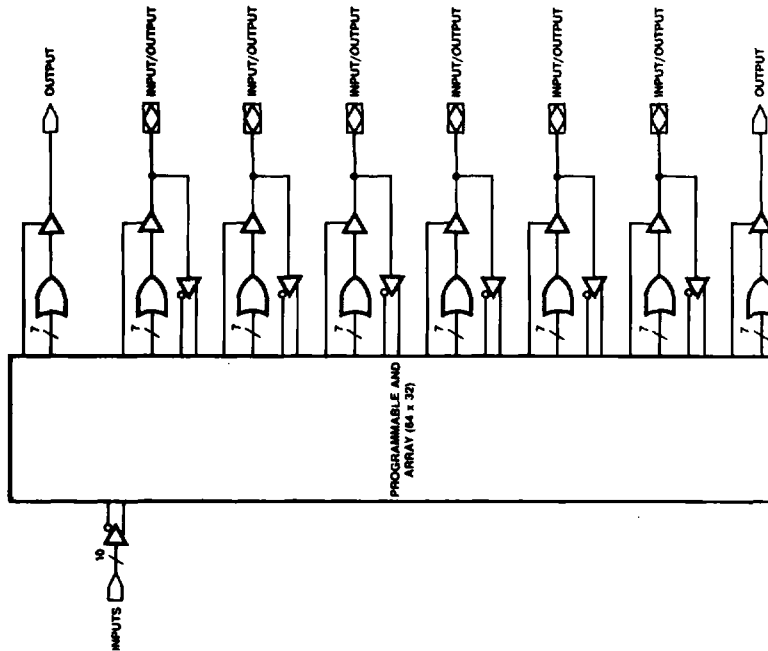 INPUTS
10
PROGRAMMABLE AND
ARRAY (64 x 32)
7
OUTPUT
7
INPUT/OUTPUT
7
INPUT/OUTPUT
7
INPUT/OUTPUT
7
INPUT/OUTPUT
7
INPUT/OUTPUT
7
INPUT/OUTPUT
7
OUTPUT